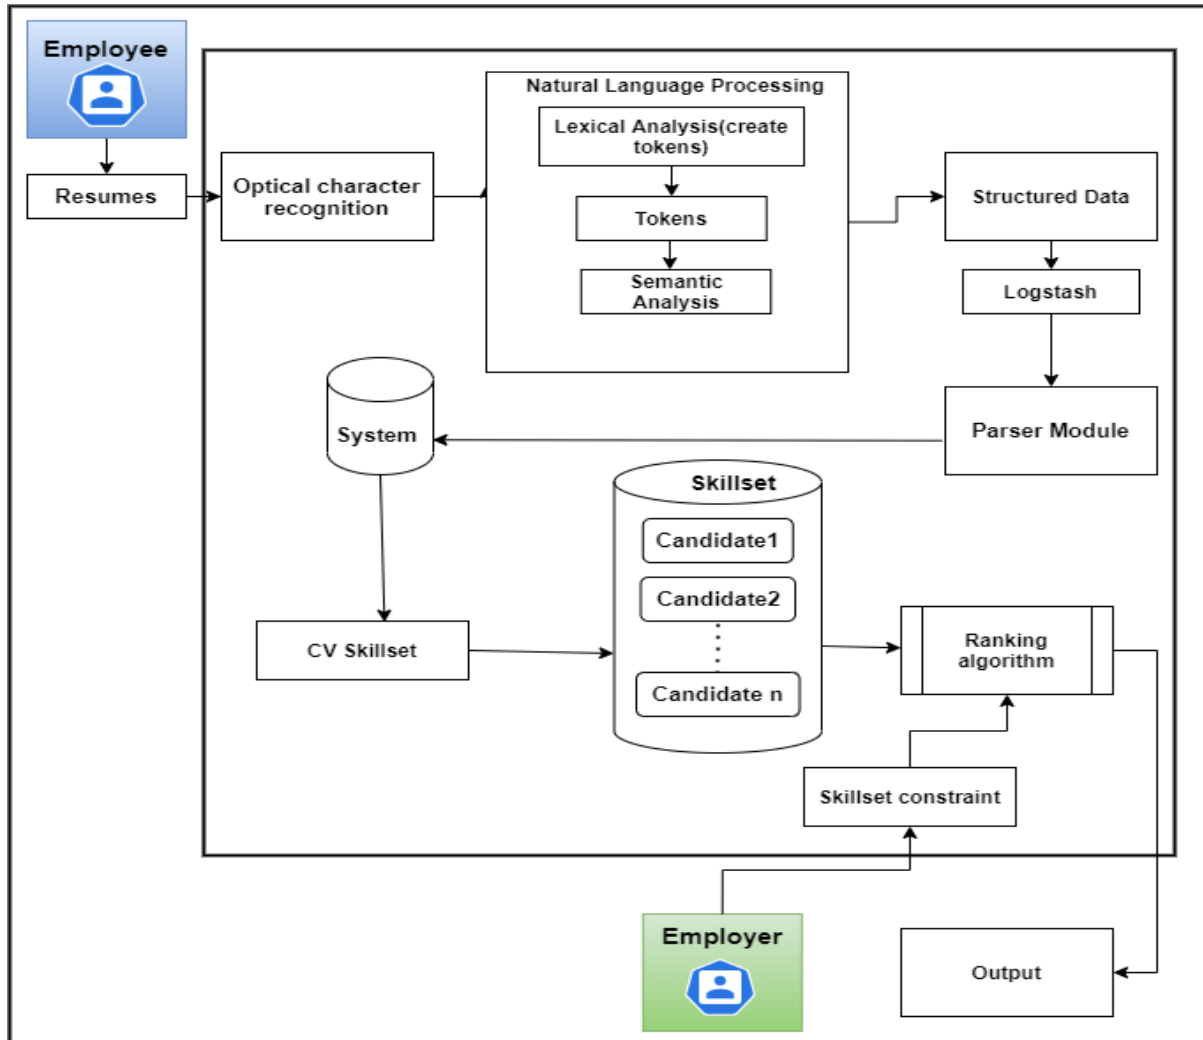 Employee
Natural Language Processing
Lexical Analysis(create
tokens)
Resumes
Optical character
recognition
Tokens
Structured Data
Semantic
Analysis
Logstash
System
Parser Module
Skillset
Candidate1
Candidate2
CV Skillset
Ranking
algorithm
Candidate n
Skillset constraint
Employer
Output